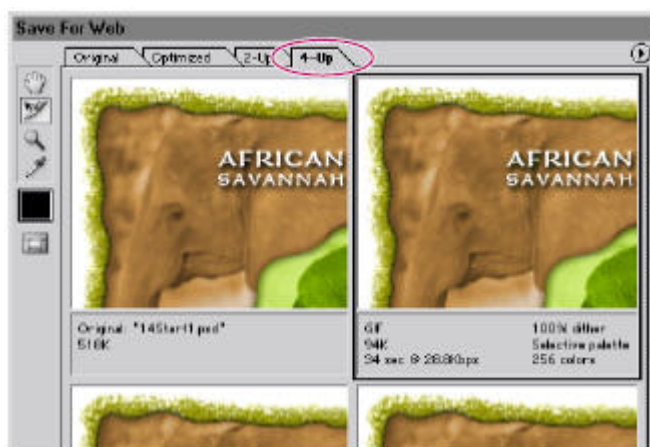 Save For Web
Original Optimized 2-Up 4-Up
AFRICAN
SAVANNAH
AFRICAN
SAVANNAH
Original: "14Start1.psd"
518K
GIF 100% dither
94K Selective palette
34 sec @ 28.8Kbps 256 colors